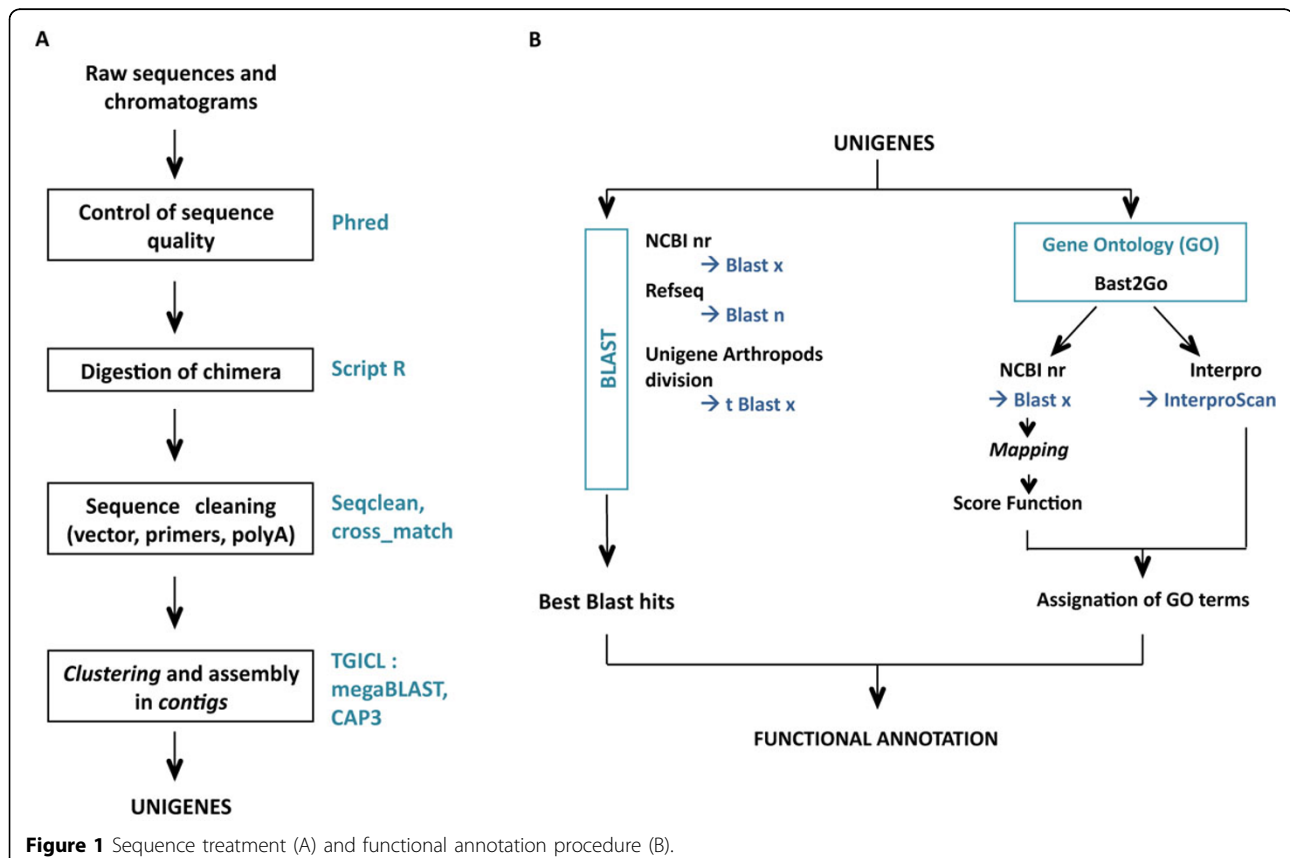 A
Raw sequences and
chromatograms
Control of sequence
quality
Phred
Digestion of chimera
Script R
Sequence cleaning
(vector, primers, polyA)
Seqclean,
cross_match
Clustering and assembly
in contigs
TGICL :
megaBLAST,
CAP3
UNIGENES
B
UNIGENES
BLAST
NCBI nr
→ Blast x
Refseq
→ Blast n
Unigene Arthropods
division
→ t Blast x
Best Blast hits
Gene Ontology (GO)
Bast2Go
NCBI nr
→ Blast x
Mapping
Score Function
Interpro
→ InterproScan
Assignation of GO terms
FUNCTIONAL ANNOTATION
Figure 1 Sequence treatment (A) and functional annotation procedure (B).